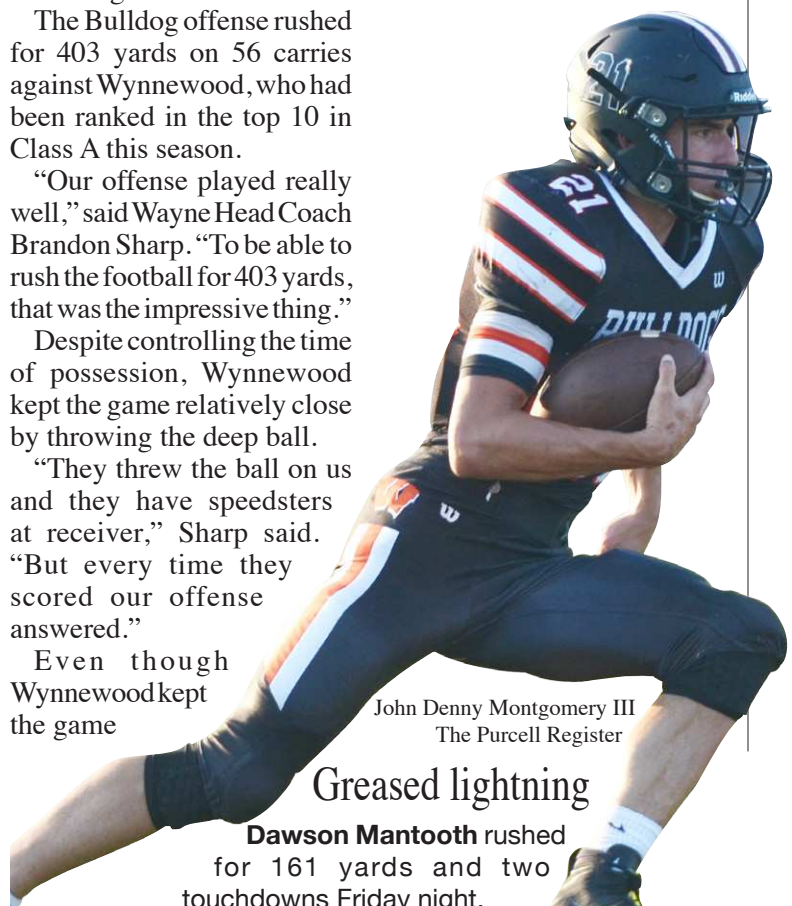 The Bulldog offense rushed
for 403 yards on 56 carries
against Wynnewood, who had
been ranked in the top 10 in
Class A this season.
“Our offense played really
well,” said Wayne Head Coach
Brandon Sharp. “To be able to
rush the football for 403 yards,
that was the impressive thing.”
Despite controlling the time
of possession, Wynnewood
kept the game relatively close
by throwing the deep ball.
“They threw the ball on us
and they have speedsters
at receiver,” Sharp said.
“But every time they
scored our offense
answered.”
Even though
Wynnewood kept
the game
21
Riddell
21
W
BULLDOGS
W
W
John Denny Montgomery III
The Purcell Register
Greased lightning
Dawson Mantooth rushed
for 161 yards and two
touchdowns Friday night.